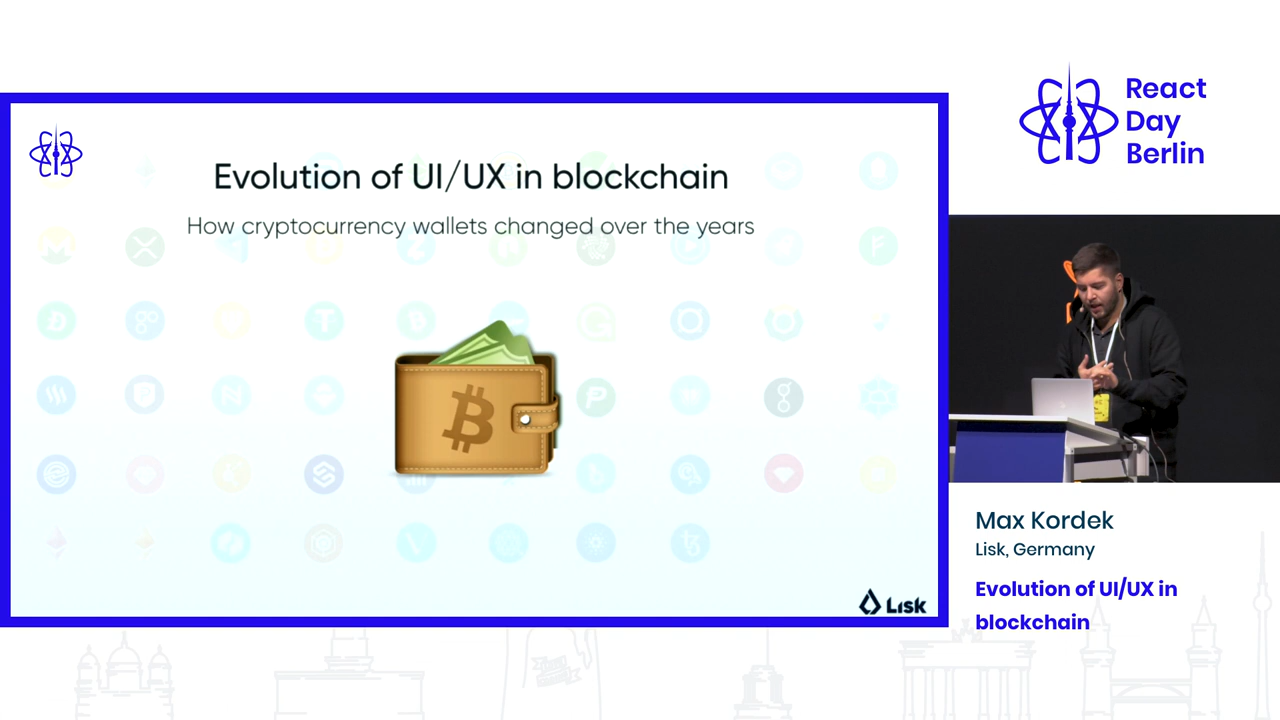 React
Day
Berlin
Evolution of UI/UX in blockchain
How cryptocurrency wallets changed over the years
Lisk
Max Kordek
Lisk, Germany
Evolution of UI/UX in
blockchain